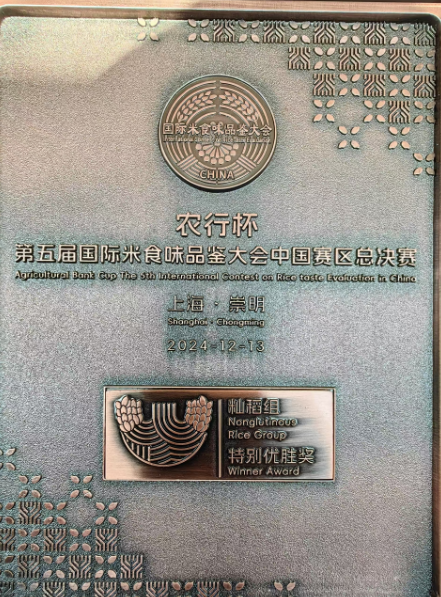 国际米食味品鉴大会
CHINA
农行杯
第五届国际米食味品鉴大会中国赛区总决赛
Agricultural Bank Cup The 5th International Contest on Rice taste Evaluation in China
上海·崇明
Shanghai·Chongming
2024-12-13
籼稻组
Nonglutinous
Rice Group
特别优胜奖
Winner Award